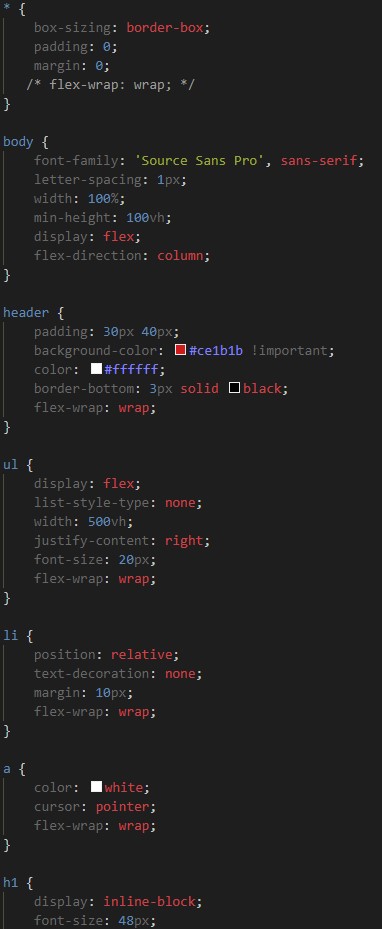 * {
    box-sizing: border-box;
    padding: 0;
    margin: 0;
   /* flex-wrap: wrap; */
}

body {
    font-family: 'Source Sans Pro', sans-serif;
    letter-spacing: 1px;
    width: 100%;
    min-height: 100vh;
    display: flex;
    flex-direction: column;
}

header {
    padding: 30px 40px;
    background-color: #ce1b1b !important;
    color: #ffffff;
    border-bottom: 3px solid black;
    flex-wrap: wrap;
}

ul {
    display: flex;
    list-style-type: none;
    width: 500vh;
    justify-content: right;
    font-size: 20px;
    flex-wrap: wrap;
}

li {
    position: relative;
    text-decoration: none;
    margin: 10px;
    flex-wrap: wrap;
}

a {
    color: white;
    cursor: pointer;
    flex-wrap: wrap;
}

h1 {
    display: inline-block;
    font-size: 48px;